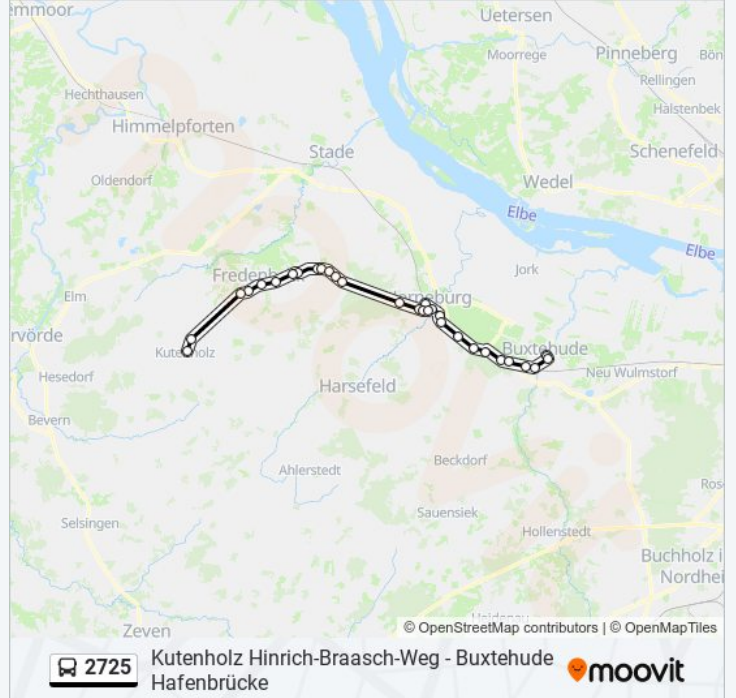 emmoor
Uetersen
Moorrege
Pinneberg
Bön
Rellingen
Hechthausen
Halstenbek
Himmelpforten
Stade
Schenefeld
Oldendorf
Wedel
Elbe
Elbe
Jork
Fredenb
Elm
erneburg
rvörde
Kutenholz
Buxtehude
Hesedorf
Neu Wulmstorf
Harsefeld
Bevern
Beckdorf
Ahlerstedt
Ros
Sauensiek
Selsingen
Hollenstedt
Buchholz i
Nordhei
Zeven
© OpenStreetMap contributors | © OpenMapTiles
2725
Kutenholz Hinrich-Braasch-Weg - Buxtehude
Hafenbrücke
moovit